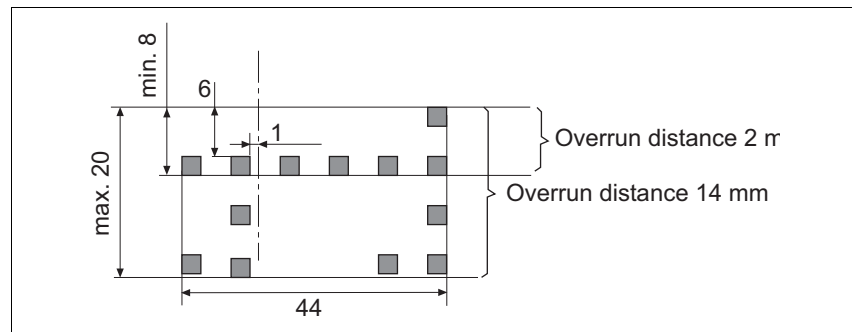 min. 8
6
1
Overrun distance 2 m
max. 20
Overrun distance 14 mm
44